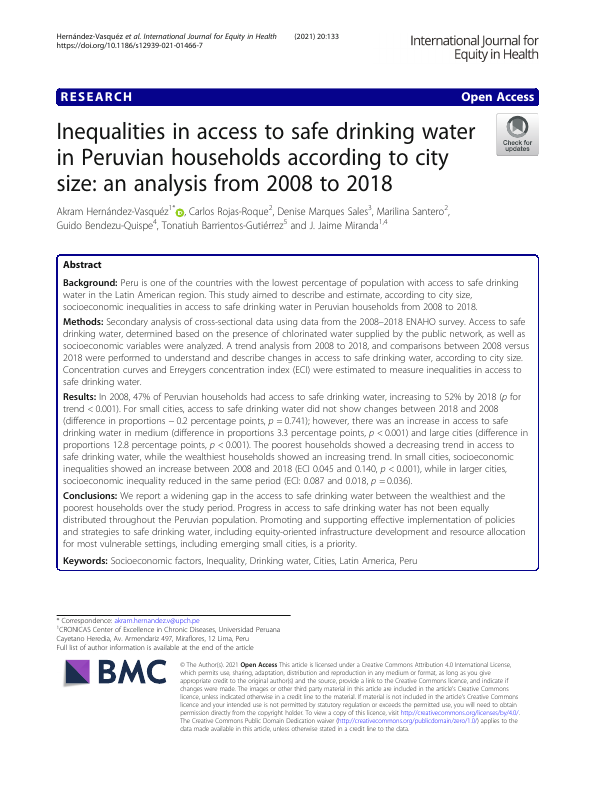 Hernández-Vasquéz et al. International Journal for Equity in Health (2021) 20:133
https://doi.org/10.1186/s12939-021-01466-7
International Journal for
Equity in Health
RESEARCH Open Access
Inequalities in access to safe drinking water
in Peruvian households according to city
size: an analysis from 2008 to 2018
Check for
updates
Akram Hernández-Vasquéz1*, Carlos Rojas-Roque2, Denise Marques Sales3, Marilina Santero2,
Guido Bendezu-Quispe4, Tonatiuh Barrientos-Gutiérrez5 and J. Jaime Miranda1,4
Abstract
Background: Peru is one of the countries with the lowest percentage of population with access to safe drinking
water in the Latin American region. This study aimed to describe and estimate, according to city size,
socioeconomic inequalities in access to safe drinking water in Peruvian households from 2008 to 2018.
Methods: Secondary analysis of cross-sectional data using data from the 2008–2018 ENAHO survey. Access to safe
drinking water, determined based on the presence of chlorinated water supplied by the public network, as well as
socioeconomic variables were analyzed. A trend analysis from 2008 to 2018, and comparisons between 2008 versus
2018 were performed to understand and describe changes in access to safe drinking water, according to city size.
Concentration curves and Erreygers concentration index (ECI) were estimated to measure inequalities in access to
safe drinking water.
Results: In 2008, 47% of Peruvian households had access to safe drinking water, increasing to 52% by 2018 (p for
trend < 0.001). For small cities, access to safe drinking water did not show changes between 2018 and 2008
(difference in proportions − 0.2 percentage points, p = 0.741); however, there was an increase in access to safe
drinking water in medium (difference in proportions 3.3 percentage points, p < 0.001) and large cities (difference in
proportions 12.8 percentage points, p < 0.001). The poorest households showed a decreasing trend in access to
safe drinking water, while the wealthiest households showed an increasing trend. In small cities, socioeconomic
inequalities showed an increase between 2008 and 2018 (ECI 0.045 and 0.140, p < 0.001), while in larger cities,
socioeconomic inequality reduced in the same period (ECI: 0.087 and 0.018, p = 0.036).
Conclusions: We report a widening gap in the access to safe drinking water between the wealthiest and the
poorest households over the study period. Progress in access to safe drinking water has not been equally
distributed throughout the Peruvian population. Promoting and supporting effective implementation of policies
and strategies to safe drinking water, including equity-oriented infrastructure development and resource allocation
for most vulnerable settings, including emerging small cities, is a priority.
Keywords: Socioeconomic factors, Inequality, Drinking water, Cities, Latin America, Peru
* Correspondence: akram.hernandez.v@upch.pe
1CRONICAS Center of Excellence in Chronic Diseases, Universidad Peruana
Cayetano Heredia, Av. Armendariz 497, Miraflores, 12 Lima, Peru
Full list of author information is available at the end of the article
BMC
© The Author(s). 2021 Open Access This article is licensed under a Creative Commons Attribution 4.0 International License,
which permits use, sharing, adaptation, distribution and reproduction in any medium or format, as long as you give
appropriate credit to the original author(s) and the source, provide a link to the Creative Commons licence, and indicate if
changes were made. The images or other third party material in this article are included in the article's Creative Commons
licence, unless indicated otherwise in a credit line to the material. If material is not included in the article's Creative Commons
licence and your intended use is not permitted by statutory regulation or exceeds the permitted use, you will need to obtain
permission directly from the copyright holder. To view a copy of this licence, visit http://creativecommons.org/licenses/by/4.0/.
The Creative Commons Public Domain Dedication waiver (http://creativecommons.org/publicdomain/zero/1.0/) applies to the
data made available in this article, unless otherwise stated in a credit line to the data.